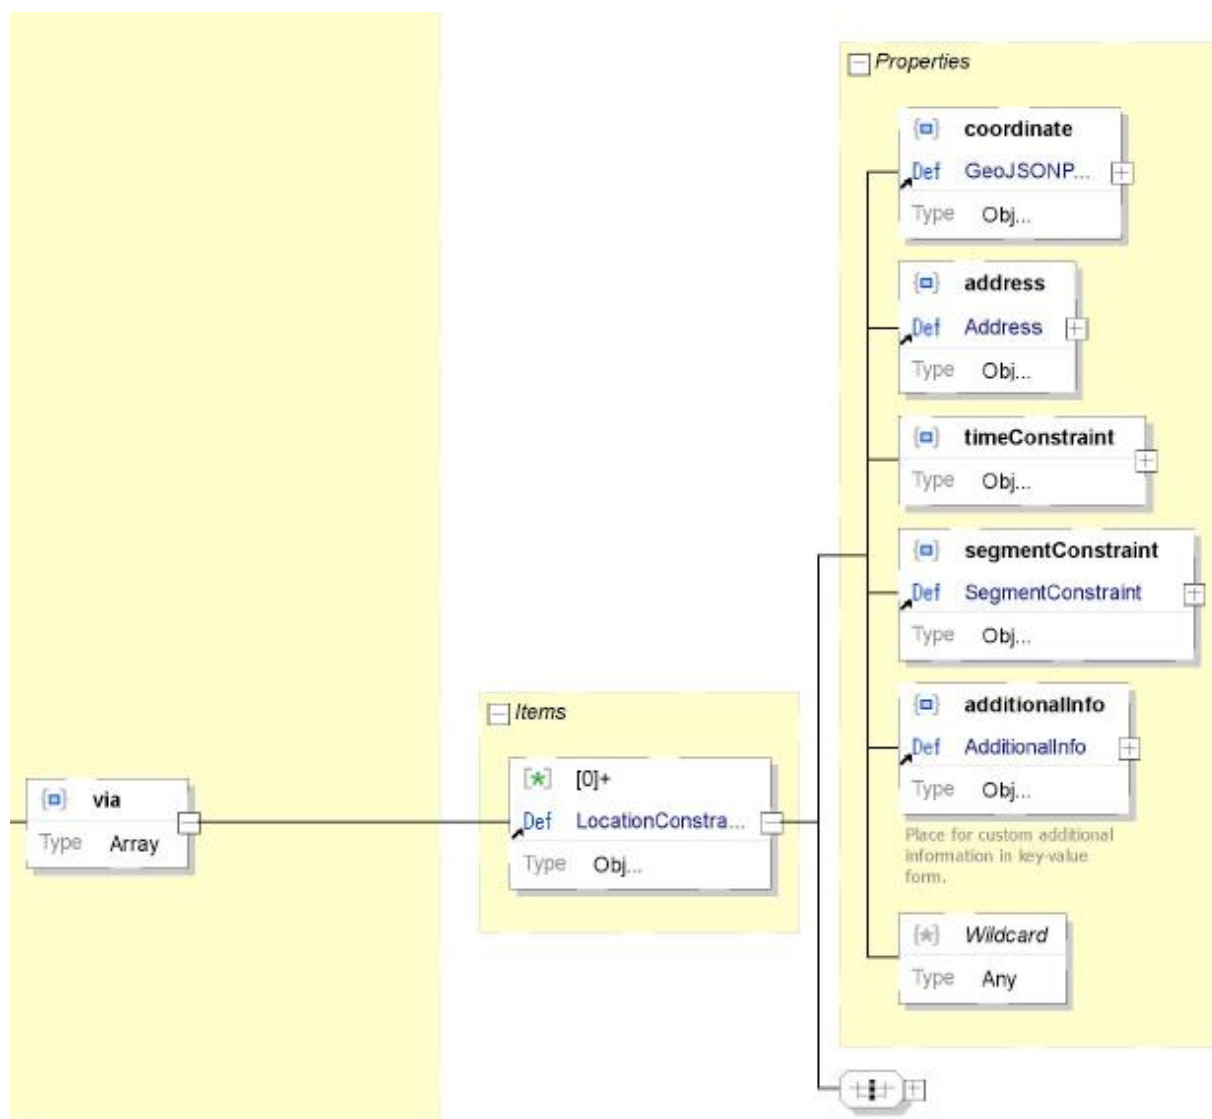 Properties
coordinate
Def GeoJSONP...
Type Obj...
address
Def Address
Type Obj...
timeConstraint
Type Obj...
segmentConstraint
Def SegmentConstraint
Type Obj...
additionalInfo
Def AdditionalInfo
Type Obj...
Place for custom additional
information in key-value
form.
Wildcard
Type Any
Items
[0]+
Def LocationConstra...
Type Obj...
via
Type Array